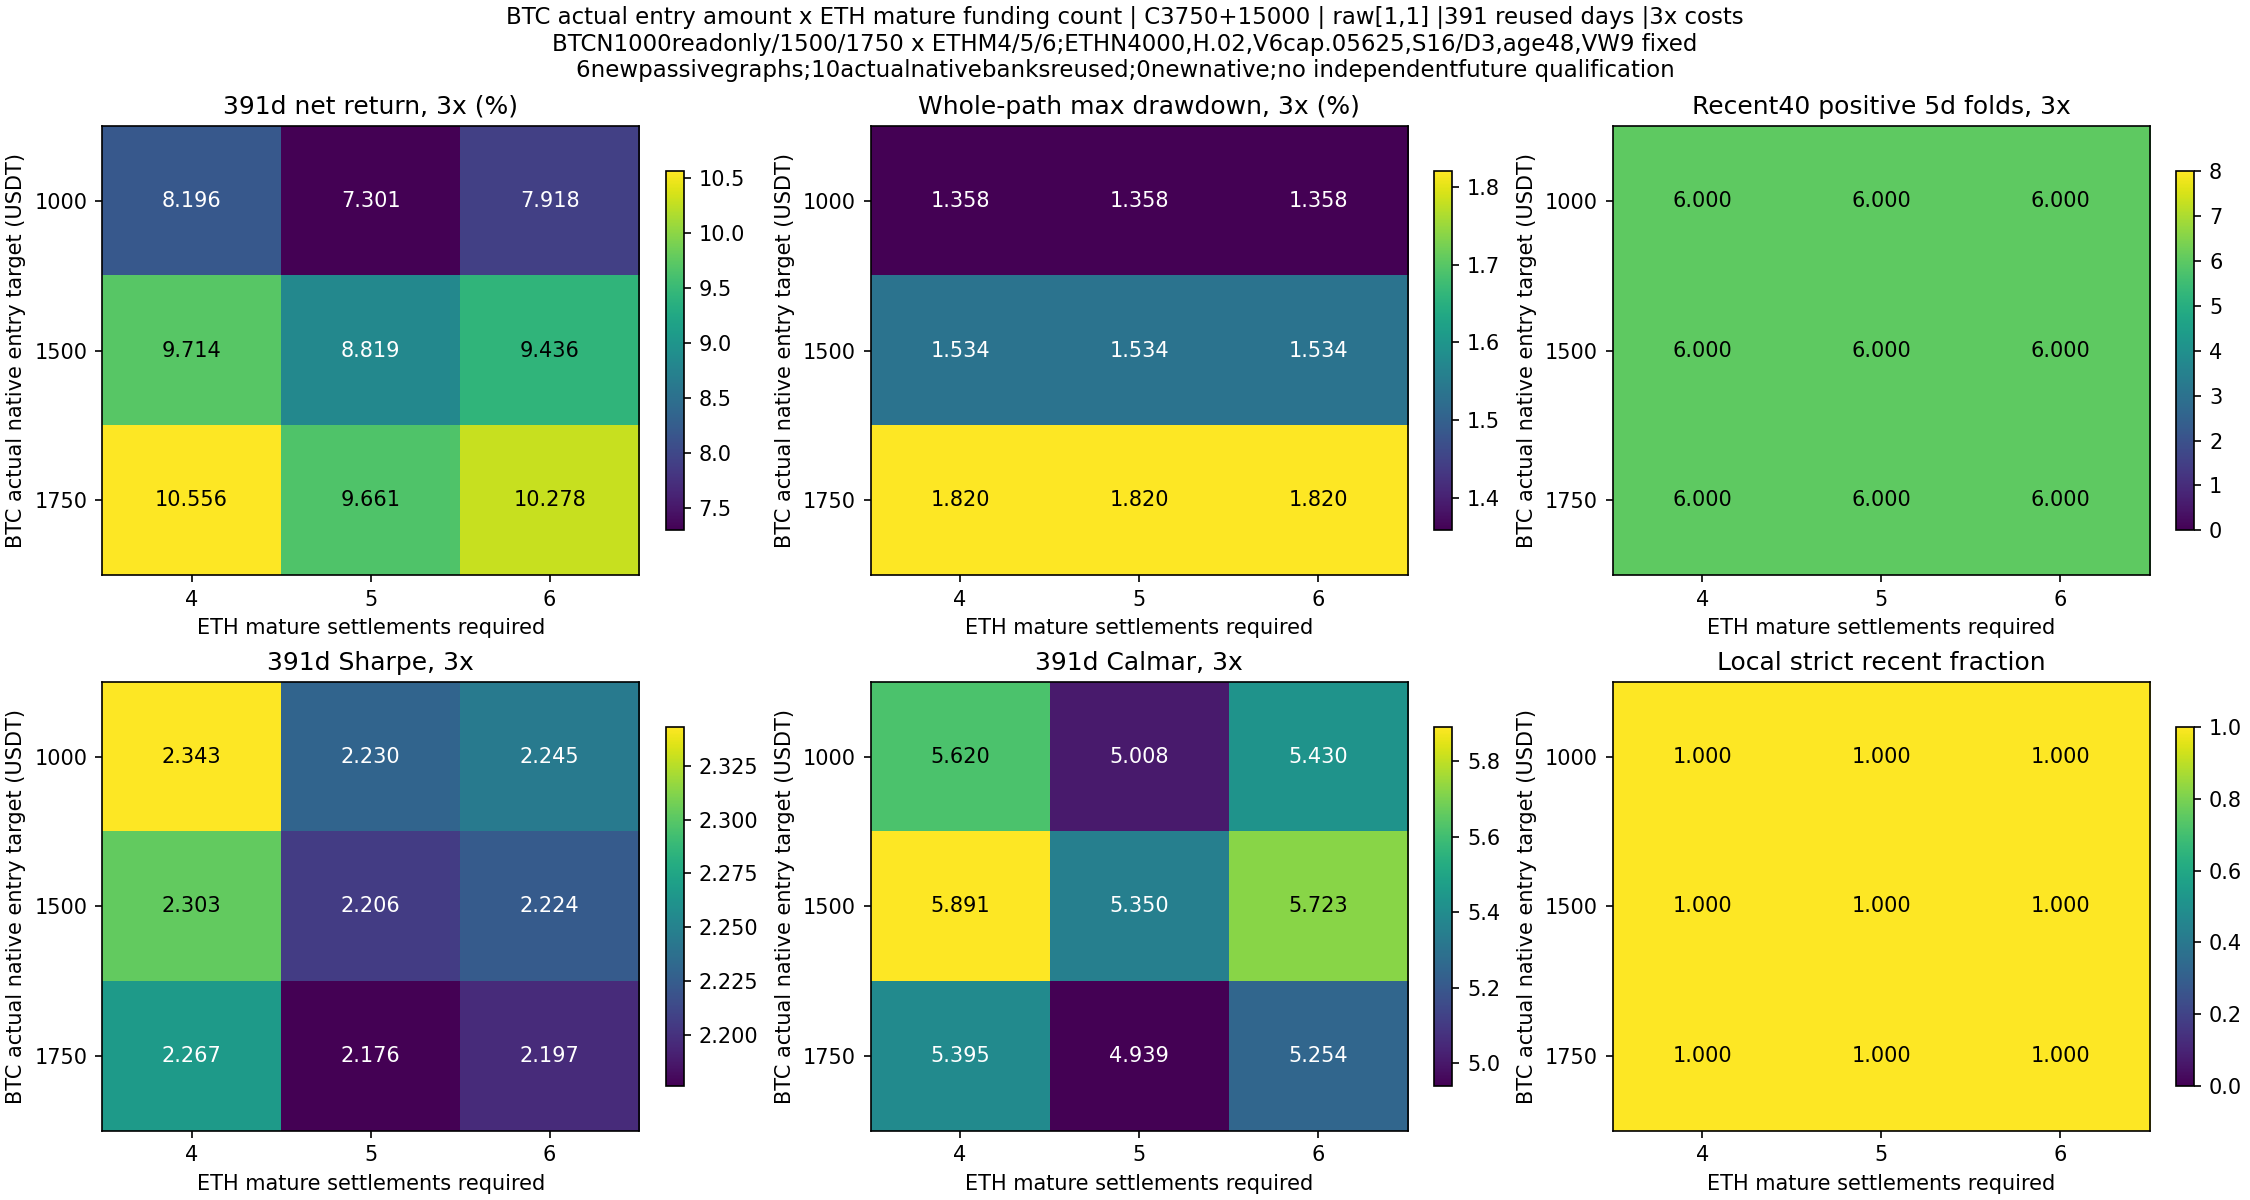 BTC actual entry amount x ETH mature funding count | C3750+15000 | raw[1,1] |391 reused days |3x costs
BTCN1000readonly/1500/1750 x ETHM4/5/6;ETHN4000,H.02,V6cap.05625,S16/D3,age48,VW9 fixed
6newpassivegraphs;10actualnativebanksreused;0newnative;no independentfuture qualification
391d net return, 3x (%)
BTC actual native entry target (USDT)
1000
1500
1750
8.196 7.301 7.918
9.714 8.819 9.436
10.556 9.661 10.278
4 5 6
ETH mature settlements required
10.5
10.0
9.5
9.0
8.5
8.0
7.5
Whole-path max drawdown, 3x (%)
BTC actual native entry target (USDT)
1000
1500
1750
1.358 1.358 1.358
1.534 1.534 1.534
1.820 1.820 1.820
4 5 6
ETH mature settlements required
1.8
1.7
1.6
1.5
1.4
Recent40 positive 5d folds, 3x
BTC actual native entry target (USDT)
1000
1500
1750
6.000 6.000 6.000
6.000 6.000 6.000
6.000 6.000 6.000
4 5 6
ETH mature settlements required
8
7
6
5
4
3
2
1
0
391d Sharpe, 3x
BTC actual native entry target (USDT)
1000
1500
1750
2.343 2.230 2.245
2.303 2.206 2.224
2.267 2.176 2.197
4 5 6
ETH mature settlements required
2.325
2.300
2.275
2.250
2.225
2.200
391d Calmar, 3x
BTC actual native entry target (USDT)
1000
1500
1750
5.620 5.008 5.430
5.891 5.350 5.723
5.395 4.939 5.254
4 5 6
ETH mature settlements required
5.8
5.6
5.4
5.2
5.0
Local strict recent fraction
BTC actual native entry target (USDT)
1000
1500
1750
1.000 1.000 1.000
1.000 1.000 1.000
1.000 1.000 1.000
4 5 6
ETH mature settlements required
1.0
0.8
0.6
0.4
0.2
0.0